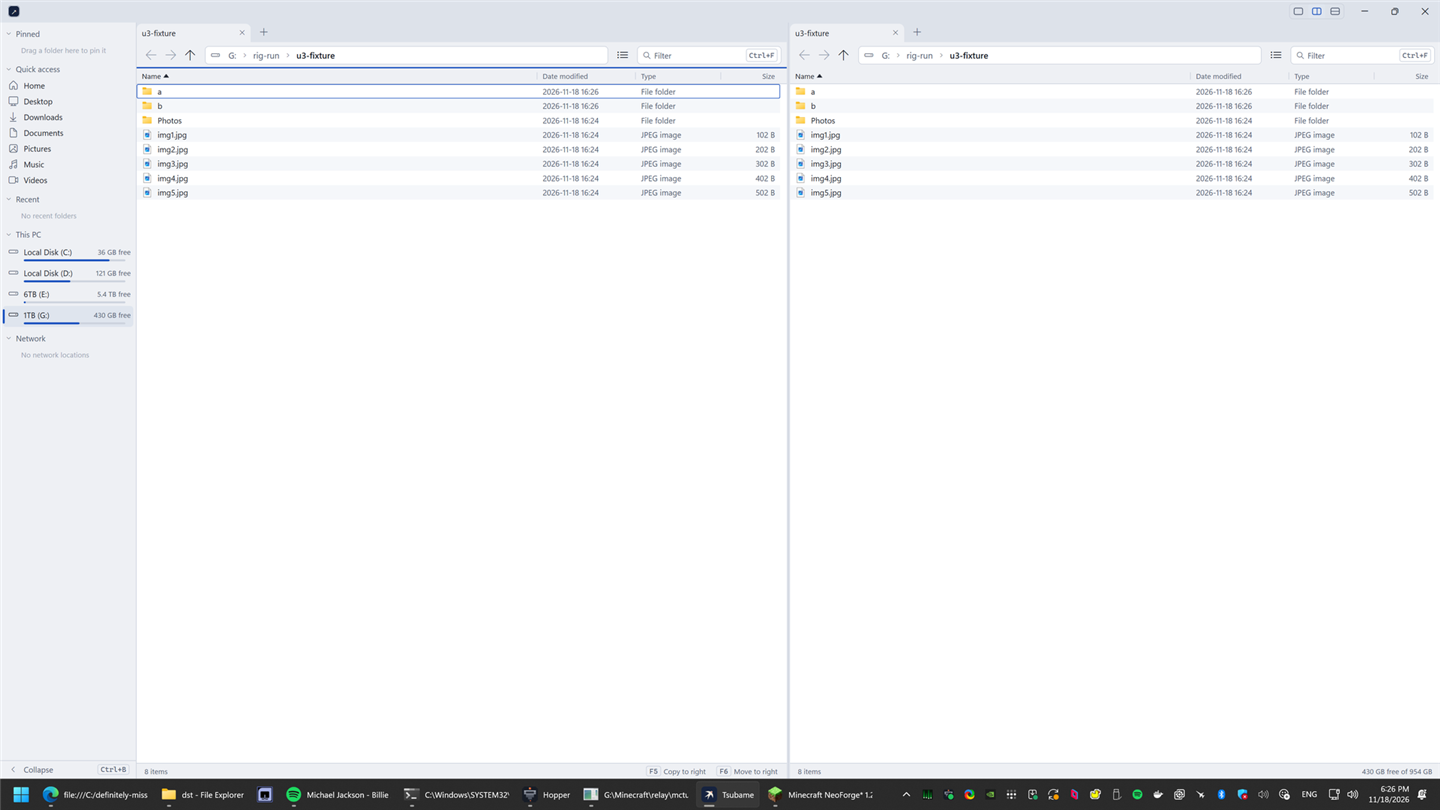 Pinned
Drag a folder here to pin it
Quick access
Home
Desktop
Downloads
Documents
Pictures
Music
Videos
Recent
No recent folders
This PC
Local Disk (C:) 36 GB free
Local Disk (D:) 121 GB free
6TB (E:) 5.4 TB free
1TB (G:) 430 GB free
Network
No network locations
Collapse Ctrl+B
u3-fixture
G: rig-run u3-fixture
Filter Ctrl+F
Name Date modified Type Size
a 2026-11-18 16:26 File folder
b 2026-11-18 16:26 File folder
Photos 2026-11-18 16:24 File folder
img1.jpg 2026-11-18 16:24 JPEG image 102 B
img2.jpg 2026-11-18 16:24 JPEG image 202 B
img3.jpg 2026-11-18 16:24 JPEG image 302 B
img4.jpg 2026-11-18 16:24 JPEG image 402 B
img5.jpg 2026-11-18 16:24 JPEG image 502 B
8 items F5 Copy to right F6 Move to right
u3-fixture
G: rig-run u3-fixture
Filter Ctrl+F
Name Date modified Type Size
a 2026-11-18 16:26 File folder
b 2026-11-18 16:26 File folder
Photos 2026-11-18 16:24 File folder
img1.jpg 2026-11-18 16:24 JPEG image 102 B
img2.jpg 2026-11-18 16:24 JPEG image 202 B
img3.jpg 2026-11-18 16:24 JPEG image 302 B
img4.jpg 2026-11-18 16:24 JPEG image 402 B
img5.jpg 2026-11-18 16:24 JPEG image 502 B
8 items 430 GB free of 954 GB
file:///C:/definitely-miss dst - File Explorer Michael Jackson - Billie C:\Windows\SYSTEM32\ Hopper G:\Minecraft\relay\mctu Tsubame Minecraft NeoForge* 1.2 ENG 6:26 PM
11/18/2026